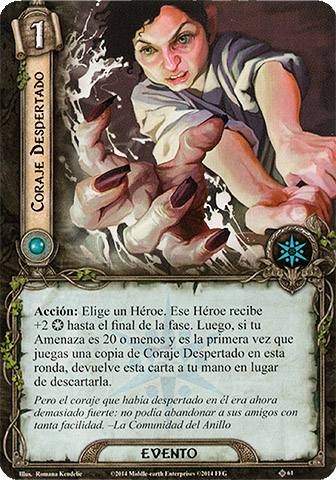 1
CORAJE DESPERTADO
Acción: Elige un Héroe. Ese Héroe recibe
+2 hasta el final de la fase. Luego, si tu
Amenaza es 20 o menos y es la primera vez que
juegas una copia de Coraje Despertado en esta
ronda, devuelve esta carta a tu mano en lugar
de descartarla.
Pero el coraje que había despertado en él era ahora
demasiado fuerte: no podía abandonar a sus amigos con
tanta facilidad. –La Comunidad del Anillo
EVENTO
Illus. Romana Kendelic ©2014 Middle-earth Enterprises ©2014 FFG 61